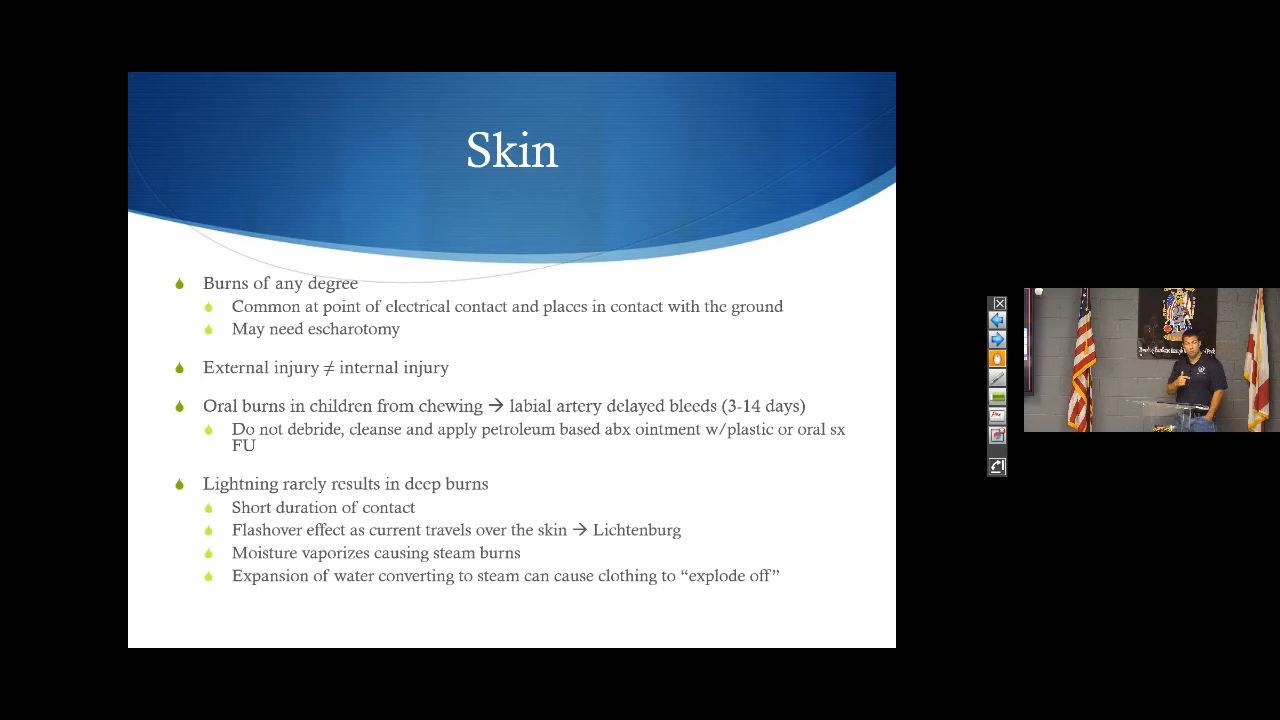 Skin
Burns of any degree
Common at point of electrical contact and places in contact with the ground
May need escharotomy
External injury ≠ internal injury
Oral burns in children from chewing → labial artery delayed bleeds (3-14 days)
Do not debride, cleanse and apply petroleum based abx ointment w/plastic or oral sx
FU
Lightning rarely results in deep burns
Short duration of contact
Flashover effect as current travels over the skin → Lichtenburg
Moisture vaporizes causing steam burns
Expansion of water converting to steam can cause clothing to “explode off”